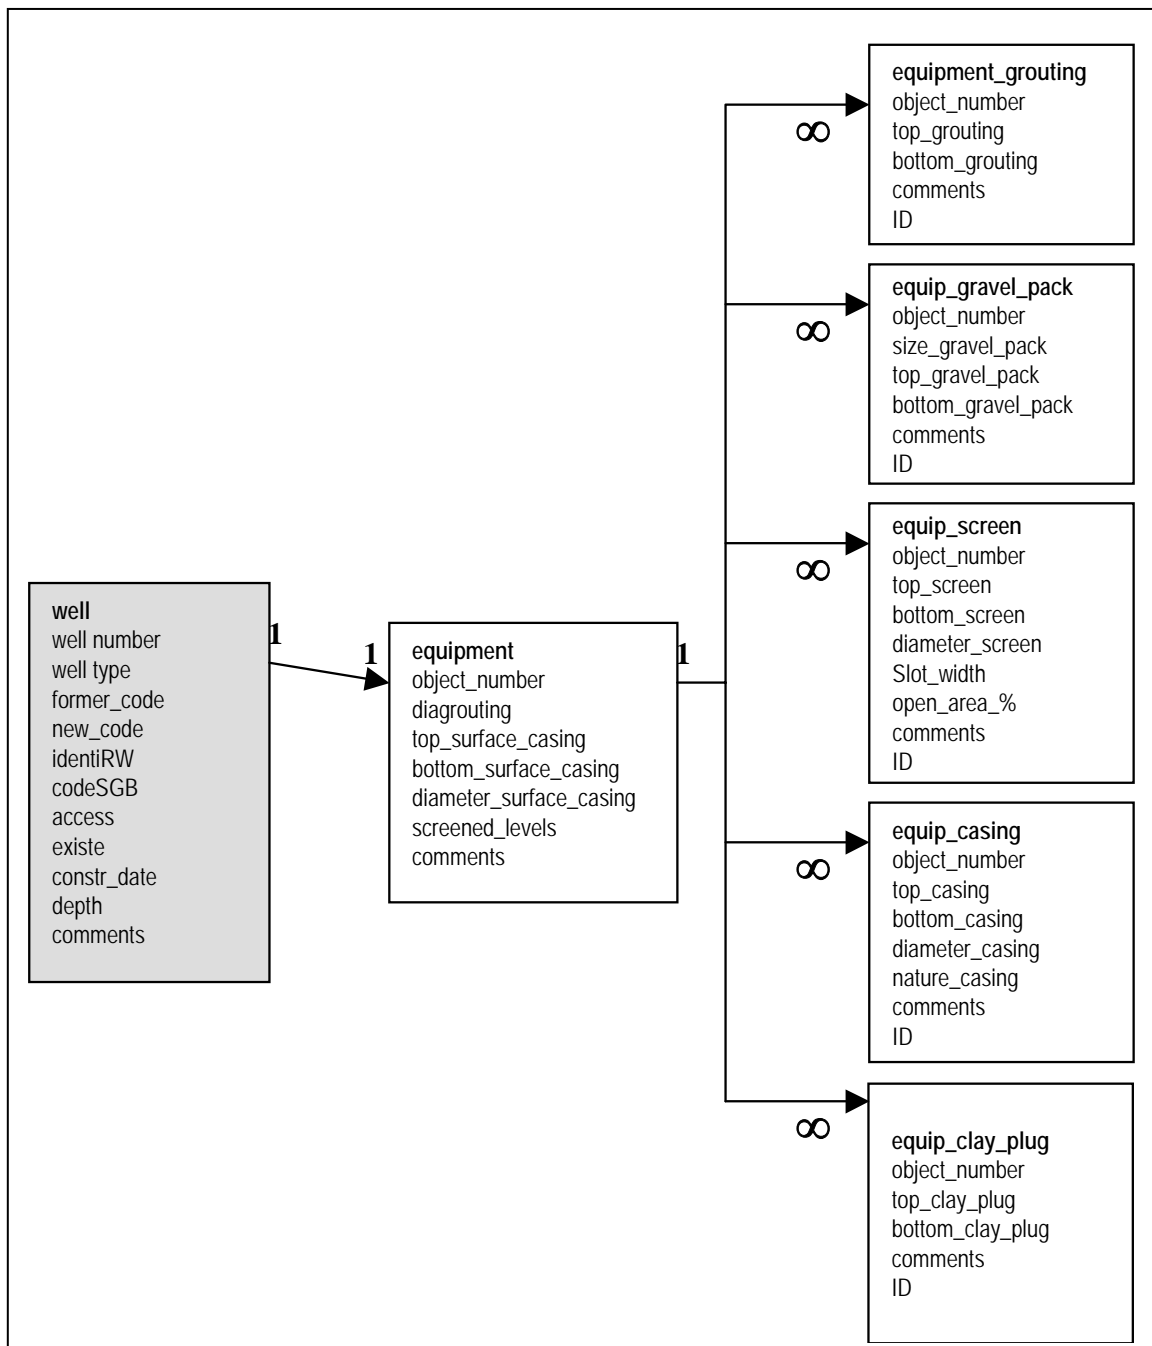 equipment_grouting
object_number
top_grouting
bottom_grouting
comments
ID
∞
equip_gravel_pack
object_number
size_gravel_pack
top_gravel_pack
bottom_gravel_pack
comments
ID
∞
equip_screen
object_number
top_screen
bottom_screen
diameter_screen
Slot_width
open_area_%
comments
ID
∞
well
well number
well type
former_code
new_code
identiRW
codeSGB
access
existe
constr_date
depth
comments
1
1
equipment
object_number
diagrouting
top_surface_casing
bottom_surface_casing
diameter_surface_casing
screened_levels
comments
1
equip_casing
object_number
top_casing
bottom_casing
diameter_casing
nature_casing
comments
ID
∞
equip_clay_plug
object_number
top_clay_plug
bottom_clay_plug
comments
ID
∞